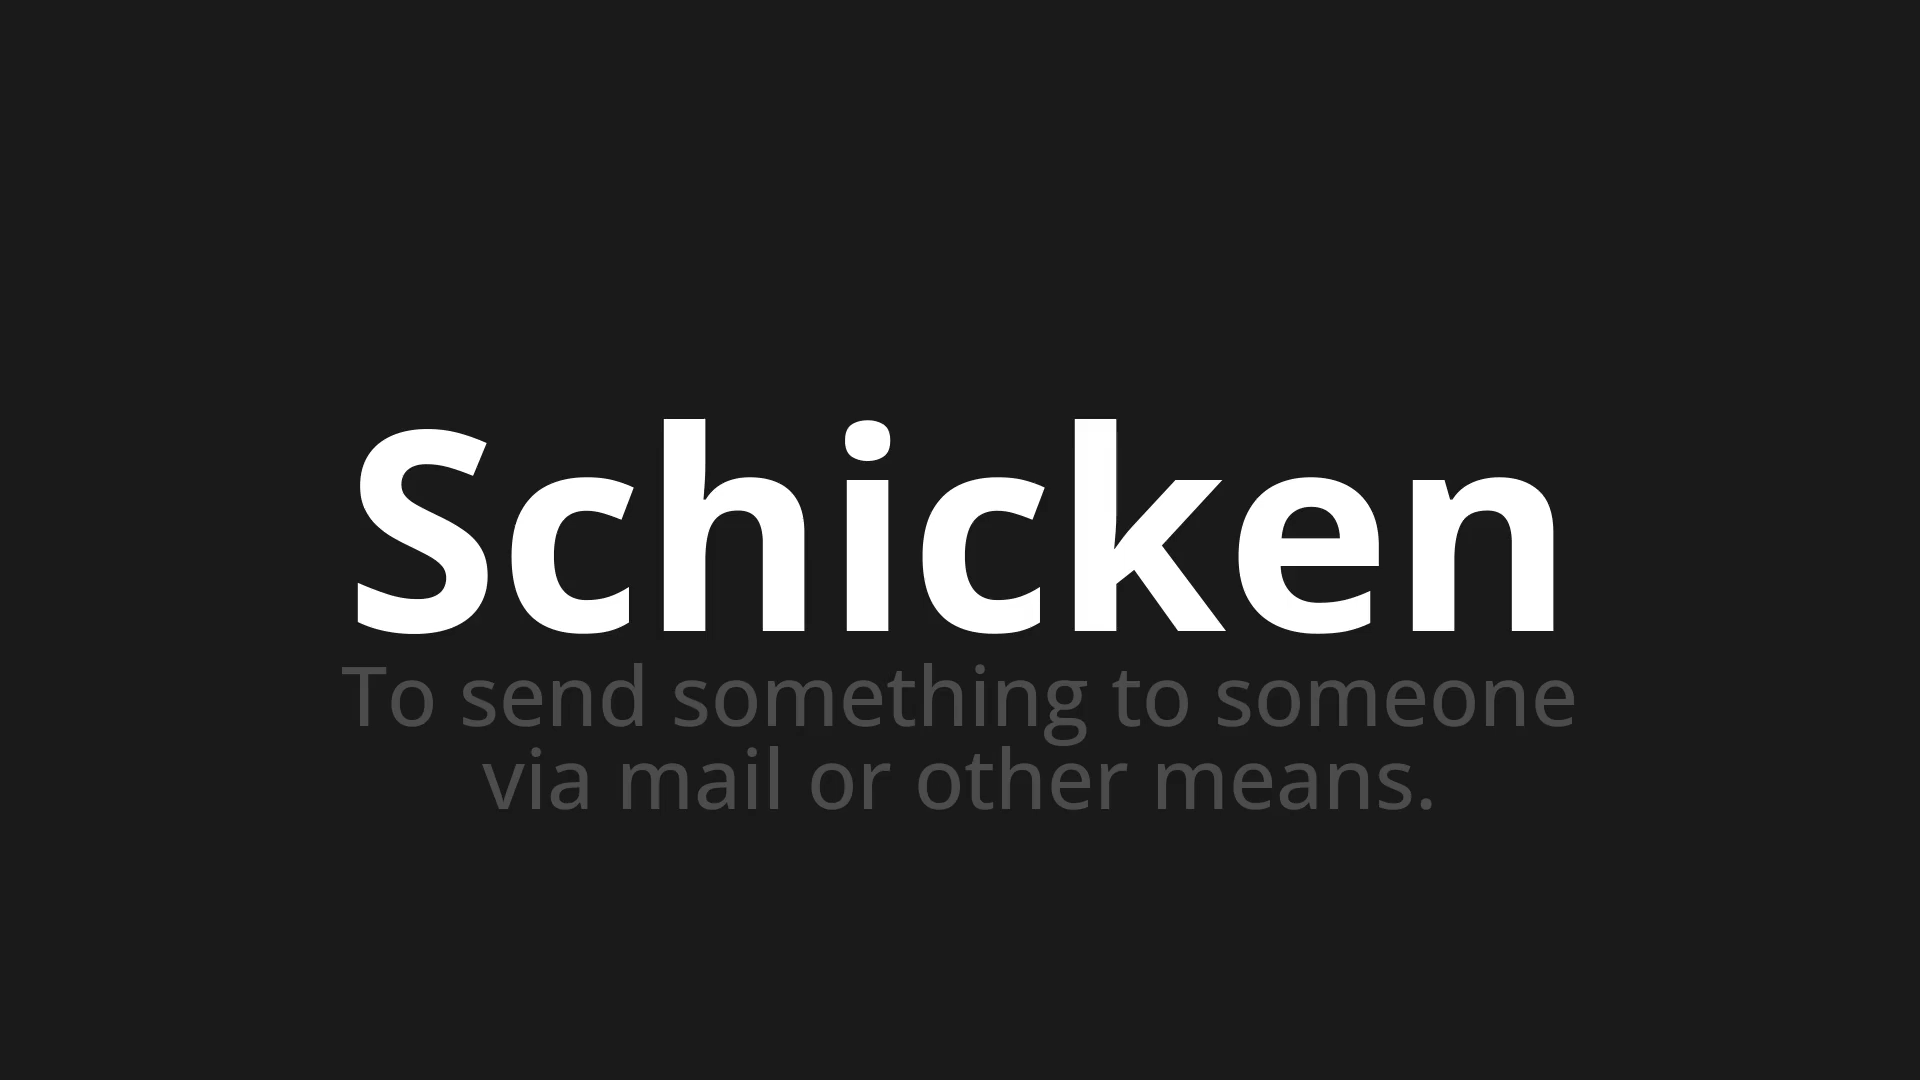 Schicken
To send something to someone
via mail or other means.